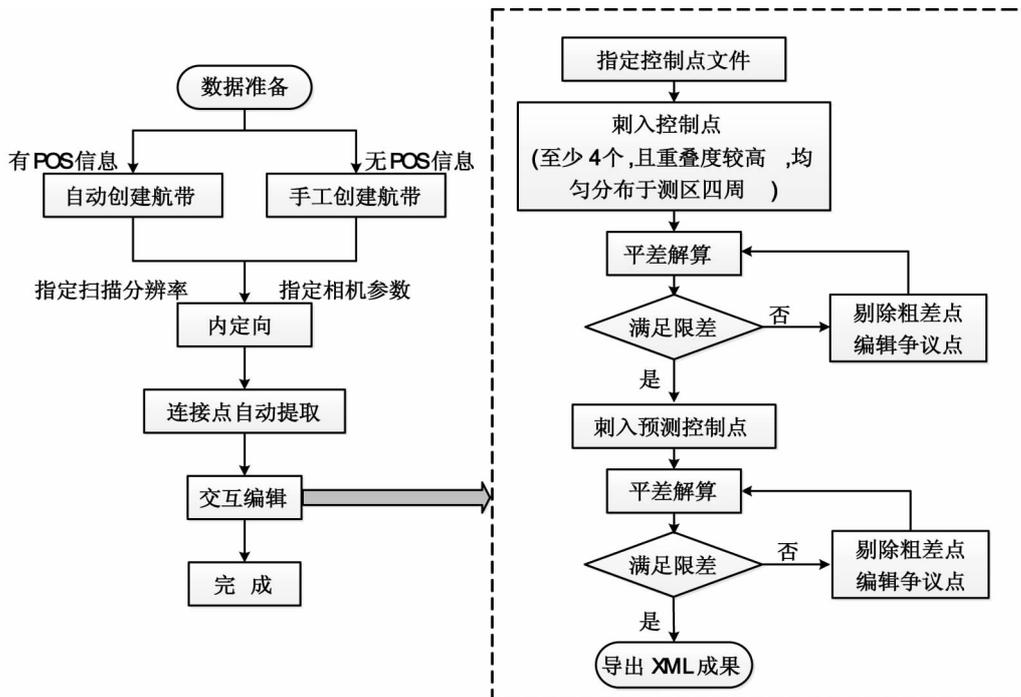 数据准备
有POS信息
无POS信息
自动创建航带
手工创建航带
指定扫描分辨率
指定相机参数
内定向
连接点自动提取
交互编辑
完 成
指定控制点文件
刺入控制点
(至少 4个 ,且重叠度较高 ,均
匀分布于测区四周 )
平差解算
满足限差
否
剔除粗差点
编辑争议点
是
刺入预测控制点
平差解算
满足限差
否
剔除粗差点
编辑争议点
是
导出 XML成果